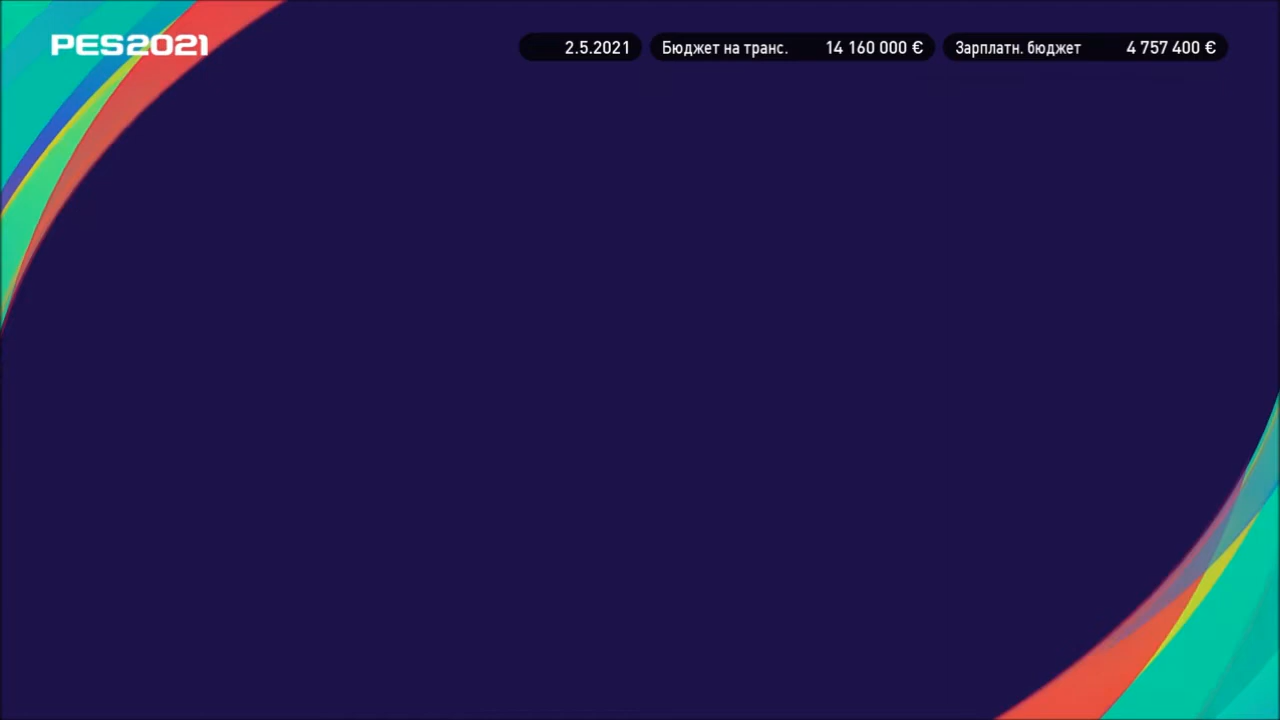 PES2021
2.5.2021 Бюджет на транс. 14 160 000 € Зарплатн. бюджет 4 757 400 €